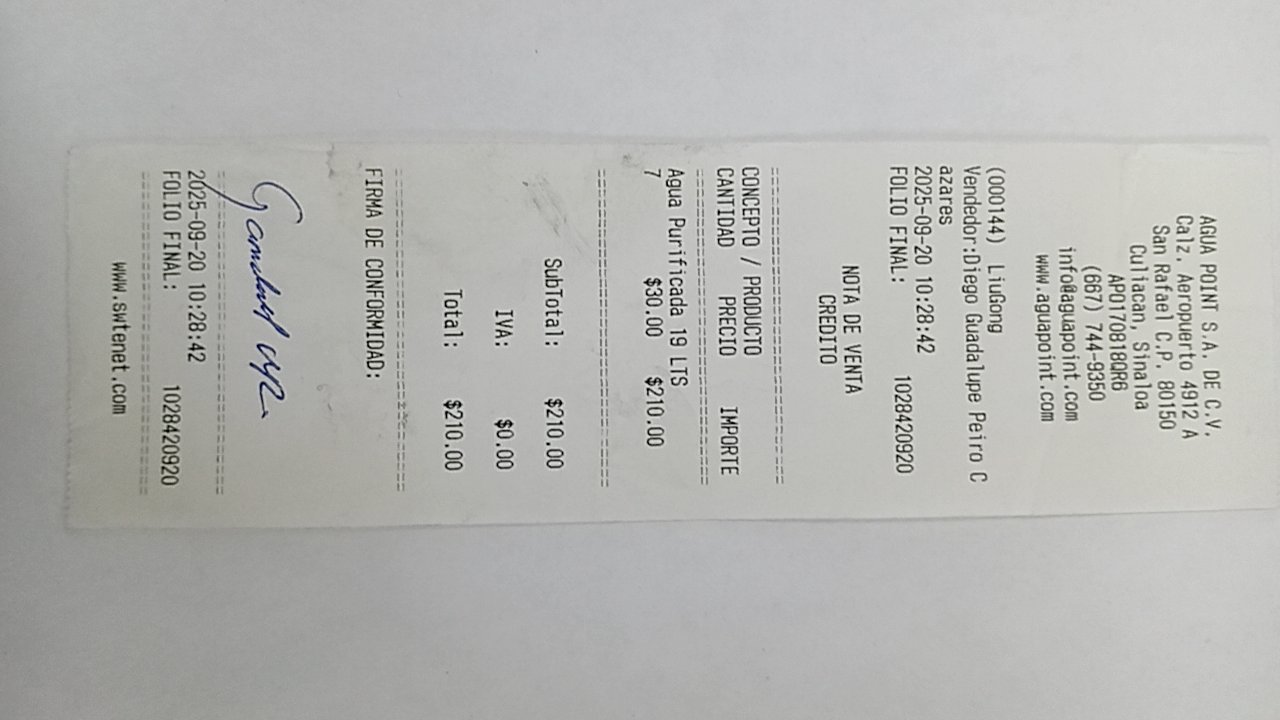 AGUA POINT S.A. DE C.V.
Calz. Aeropuerto 4912 A
San Rafael C.P. 80150
Culiacan, Sinaloa
APO170818QR6
(667) 744-9350
info@aguapoint.com
www.aguapoint.com
(000144) LiuGong
Vendedor:Diego Guadalupe Peiro C
azares
2025-09-20 10:28:42
FOLIO FINAL: 1028420920
NOTA DE VENTA
CREDITO
CONCEPTO / PRODUCTO
CANTIDAD PRECIO IMPORTE
Agua Purificada 19 LTS
7 $30.00 $210.00
SubTotal: $210.00
IVA: $0.00
Total: $210.00
FIRMA DE CONFORMIDAD:
2025-09-20 10:28:42
FOLIO FINAL: 1028420920
www.swtenet.com